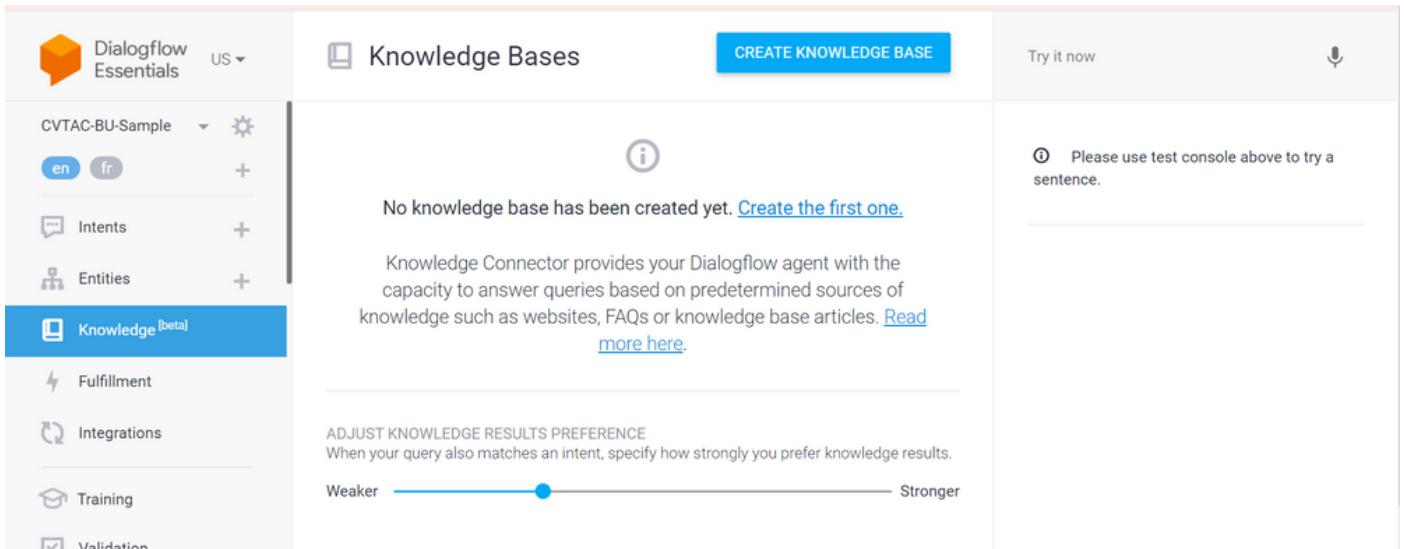 Dialogflow
Essentials
US
CVTAC-BU-Sample
en fr
Intents
Entities
Knowledge [beta]
Fulfillment
Integrations
Training
Validation
Knowledge Bases
CREATE KNOWLEDGE BASE
No knowledge base has been created yet. Create the first one.
Knowledge Connector provides your Dialogflow agent with the
capacity to answer queries based on predetermined sources of
knowledge such as websites, FAQs or knowledge base articles. Read
more here.
ADJUST KNOWLEDGE RESULTS PREFERENCE
When your query also matches an intent, specify how strongly you prefer knowledge results.
Weaker Stronger
Try it now
Please use test console above to try a
sentence.